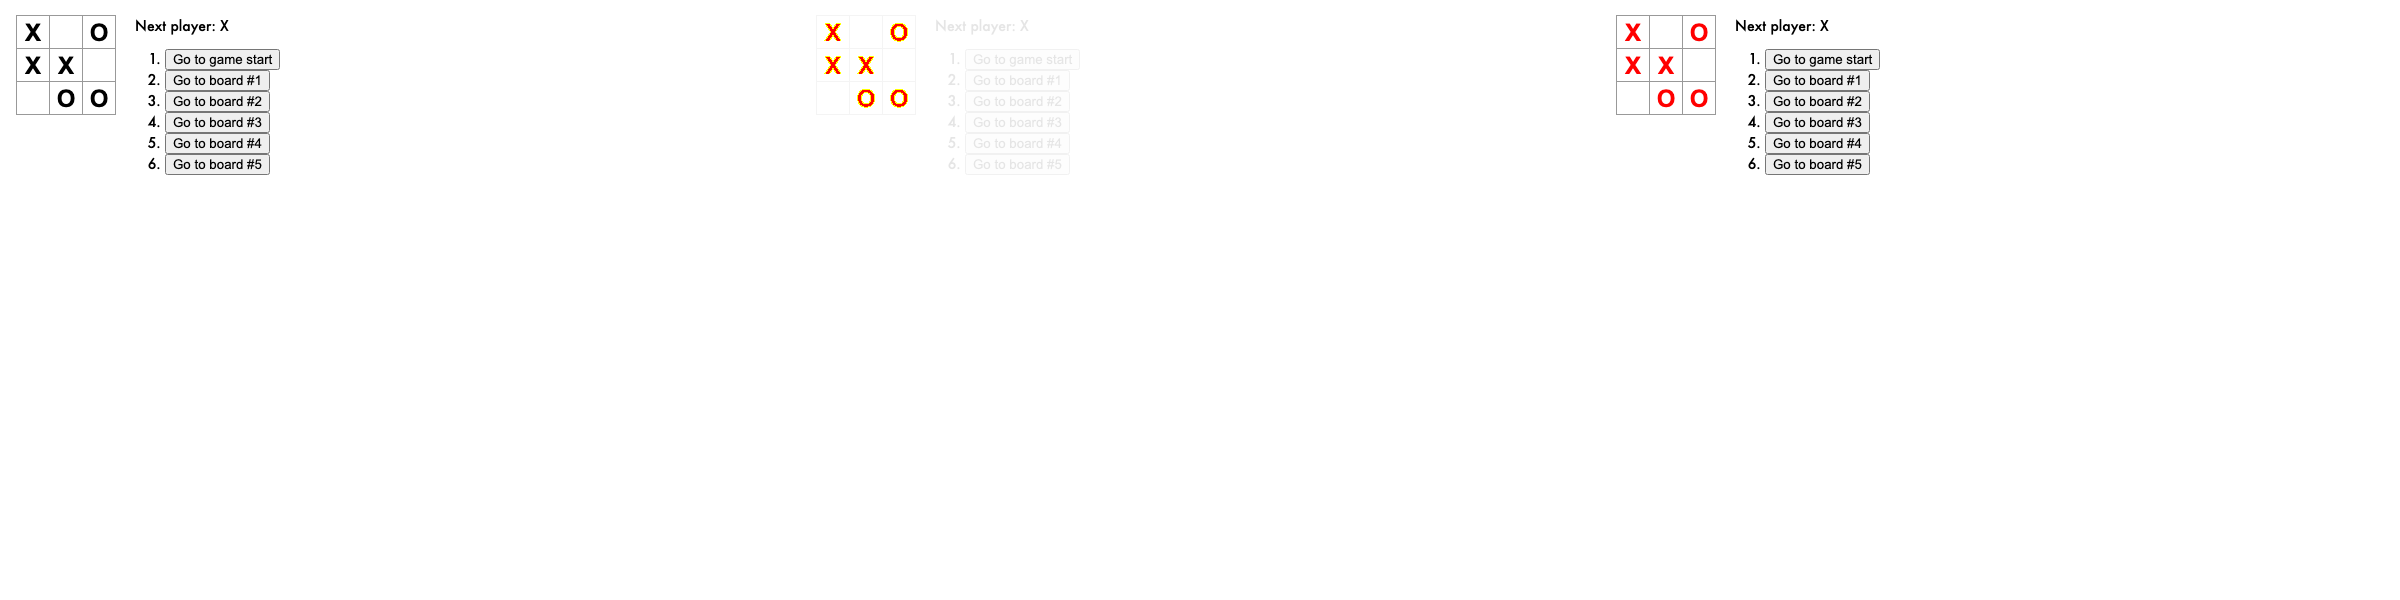 X O
X X
O O
Next player: X
1. Go to game start
2. Go to board #1
3. Go to board #2
4. Go to board #3
5. Go to board #4
6. Go to board #5
X O
X X
O O
Next player: X
1. Go to game start
2. Go to board #1
3. Go to board #2
4. Go to board #3
5. Go to board #4
6. Go to board #5
X O
X X
O O
Next player: X
1. Go to game start
2. Go to board #1
3. Go to board #2
4. Go to board #3
5. Go to board #4
6. Go to board #5